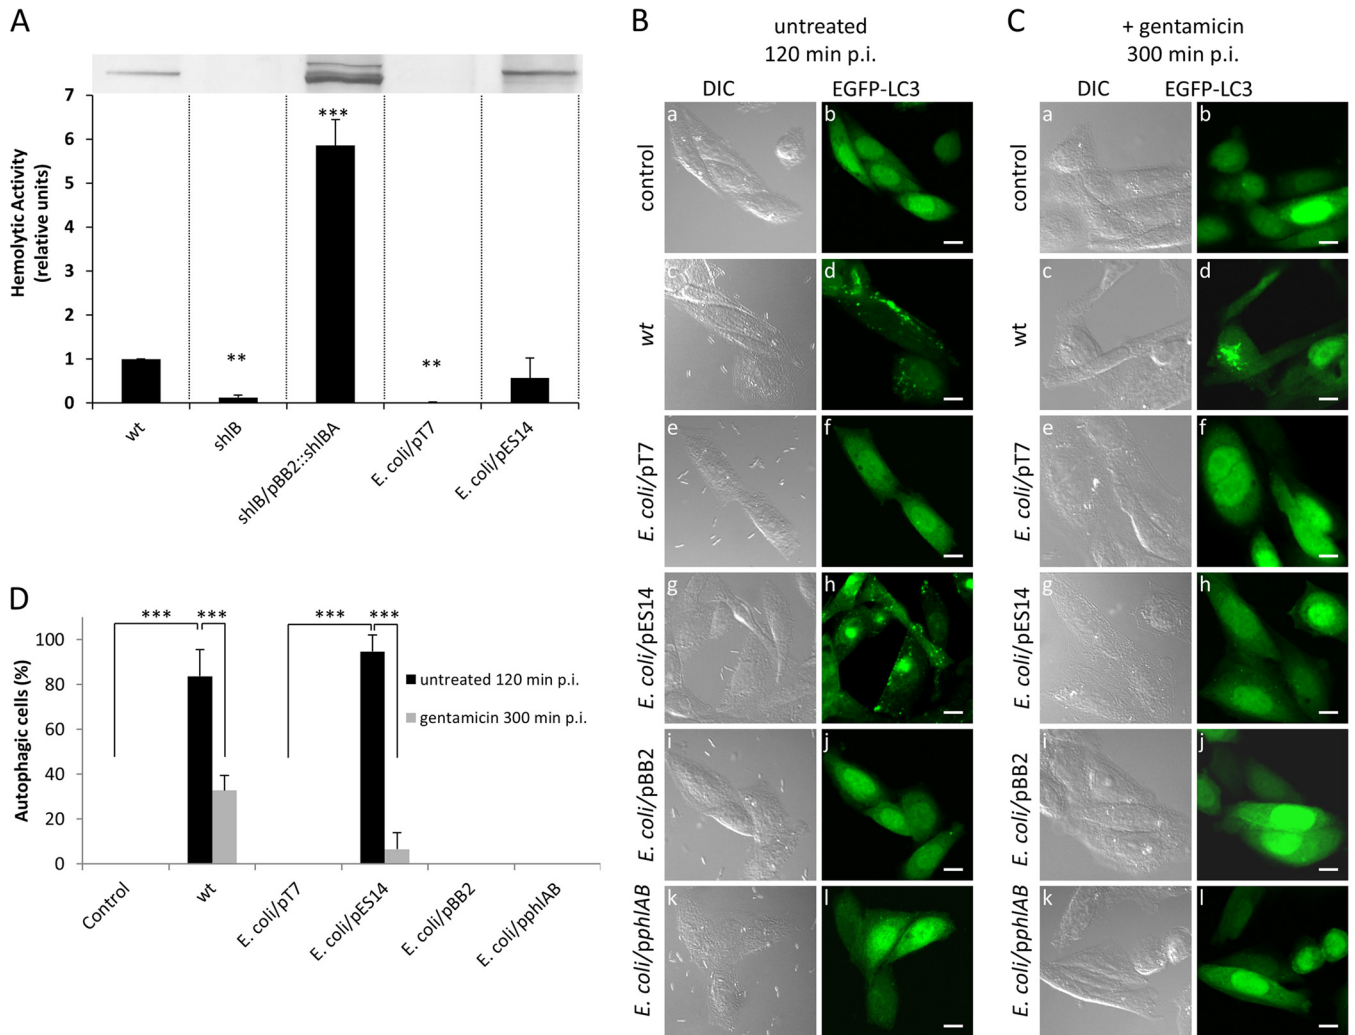 A
7
6
5
4
3
2
1
0
Hemolytic Activity
(relative units)
***
**
**
wt
shlB
shlB/pBB2::shlBA
E. coli/pT7
E. coli/pES14
B
untreated
120 min p.i.
DIC
EGFP-LC3
control
a
b
wt
c
d
E. coli/pT7
e
f
E. coli/pES14
g
h
E. coli/pBB2
i
j
E. coli/pphlAB
k
l
C
+ gentamicin
300 min p.i.
DIC
EGFP-LC3
control
a
b
wt
c
d
E. coli/pT7
e
f
E. coli/pES14
g
h
E. coli/pBB2
i
j
E. coli/pphlAB
k
l
D
*** *** *** ***
100
80
60
40
20
0
Autophagic cells (%)
untreated 120 min p.i.
gentamicin 300 min p.i.
Control
wt
E. coli/pT7
E. coli/pES14
E. coli/pBB2
E. coli/pphlAB